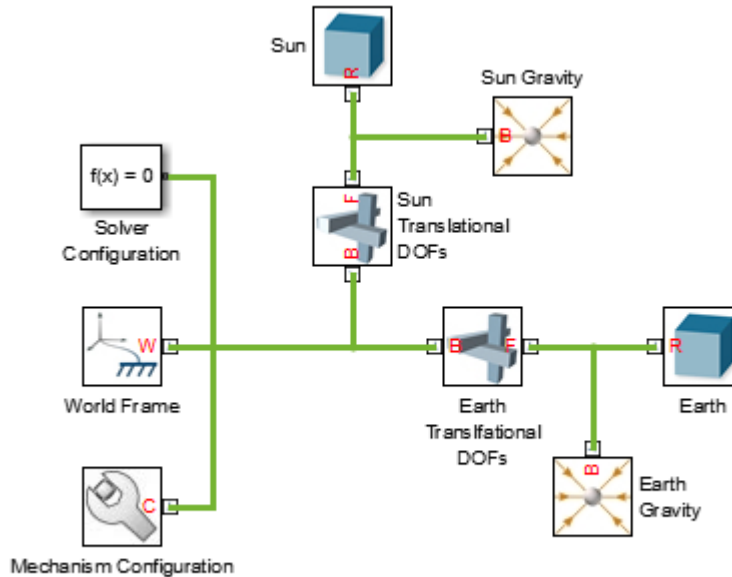 Sun
R
Sun Gravity
B
f(x) = 0
Solver
Configuration
F
B
Sun
Translational
DOFs
W
World Frame
B
F
Earth
Translfational
DOFs
R
Earth
B
Earth
Gravity
C
Mechanism Configuration